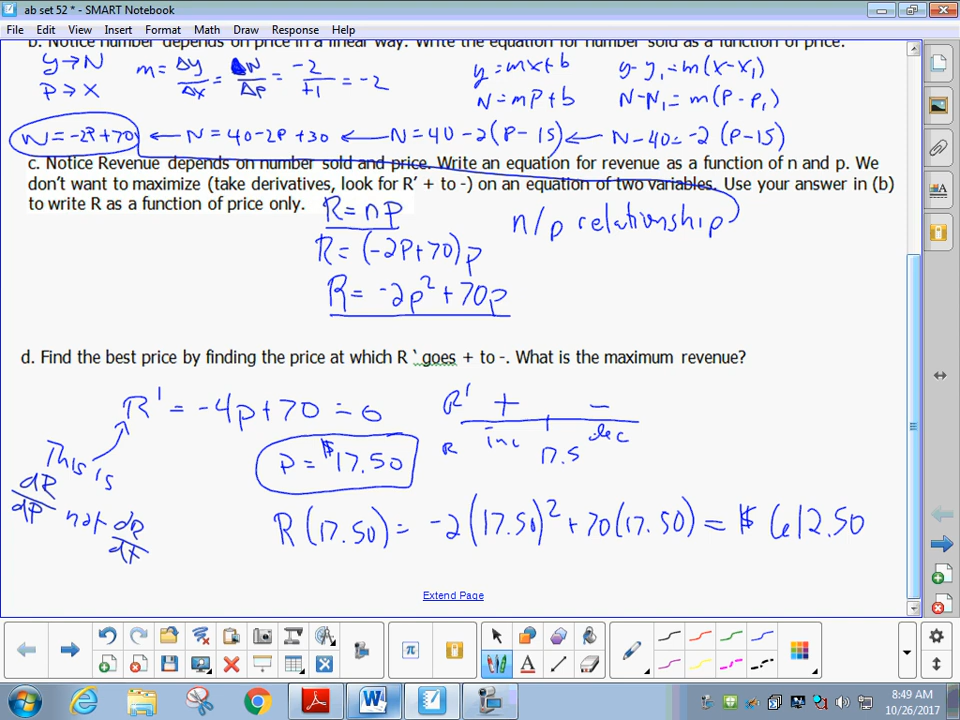 ab set 52 * - SMART Notebook
File Edit View Insert Format Math Draw Response Help
b. Notice number depends on price in a linear way. Write the equation for number sold as a function of price.
y → N
P → X
m = Δy/Δx = ΔN/Δp = -2/+1 = -2
y = mx+b
N = mP + b
y-y₁ = m(x-x₁)
N-N₁ = m(P-P₁)
N = -2P+70 ← N = 40-2P+30 ← N = 40-2(P-15) ← N-40 = -2(P-15)
c. Notice Revenue depends on number sold and price. Write an equation for revenue as a function of n and p. We
don't want to maximize (take derivatives, look for R' + to -) on an equation of two variables. Use your answer in (b)
to write R as a function of price only.
R = np
n/p relationship
R = (-2P+70)p
R = -2p² + 70p
d. Find the best price by finding the price at which R ` goes + to -. What is the maximum revenue?
R' = -4p+70 = 0
R' + -
R inc dec
17.5
P = $17.50
This is
dR/dP not dR/dx
R(17.50) = -2(17.50)² + 70(17.50) = $612.50
Extend Page
8:49 AM
10/26/2017